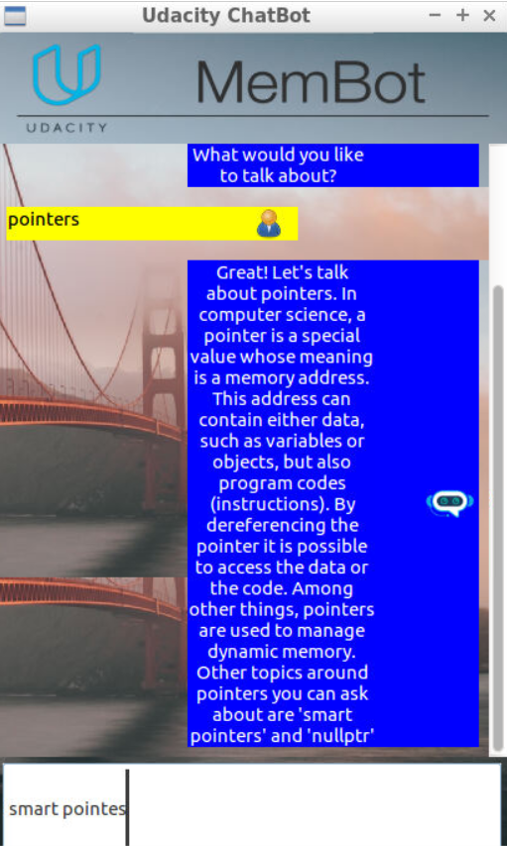 Udacity ChatBot
UDACITY
MemBot
What would you like
to talk about?
pointers
Great! Let's talk
about pointers. In
computer science, a
pointer is a special
value whose meaning
is a memory address.
This address can
contain either data,
such as variables or
objects, but also
program codes
(instructions). By
dereferencing the
pointer it is possible
to access the data or
the code. Among
other things, pointers
are used to manage
dynamic memory.
Other topics around
pointers you can ask
about are 'smart
pointers' and 'nullptr'
smart pointes